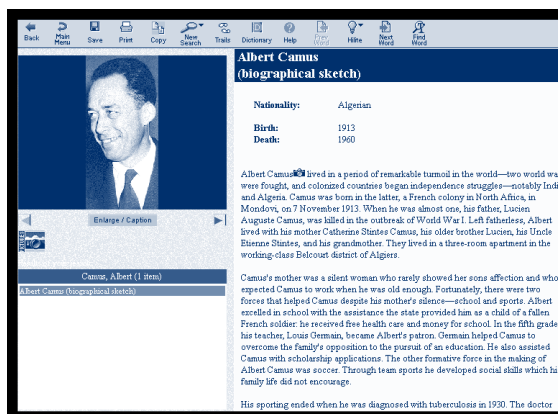 Back
Main Menu
Save
Print
Copy
New Search
Trails
Dictionary
Help
Prev Word
Hilite
Next Word
Find Word
Albert Camus
(biographical sketch)
Nationality: Algerian
Birth: 1913
Death: 1960
Albert Camus lived in a period of remarkable turmoil in the world—two world wa
were fought, and colonized countries began independence struggles—notably Indi
and Algeria. Camus was born in the latter, a French colony in North Africa, in
Mondovi, on 7 November 1913. When he was almost one, his father, Lucien
Auguste Camus, was killed in the outbreak of World War I. Left fatherless, Albert
lived with his mother Catherine Stintes Camus, his older brother Lucien, his Uncle
Etienne Stintes, and his grandmother. They lived in a three-room apartment in the
working-class Belcourt district of Algiers.
Camus's mother was a silent woman who rarely showed her sons affection and who
expected Camus to work when he was old enough. Fortunately, there were two
forces that helped Camus despite his mother's silence—school and sports. Albert
excelled in school with the assistance the state provided him as a child of a fallen
French soldier: he received free health care and money for school. In the fifth grade
his teacher, Louis Germain, became Albert's patron. Germain helped Camus to
overcome the family's opposition to the pursuit of an education. He also assisted
Camus with scholarship applications. The other formative force in the making of
Albert Camus was soccer. Through team sports he developed social skills which hi
family life did not encourage.
His sporting ended when he was diagnosed with tuberculosis in 1930. The doctor
Enlarge / Caption
Camus, Albert (1 item)
Albert Camus (biographical sketch)